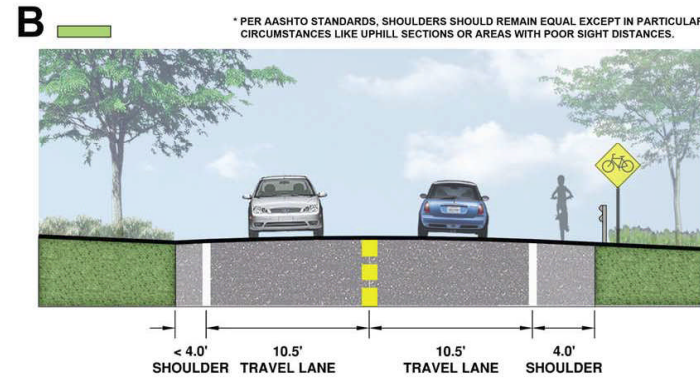 B
* PER AASHTO STANDARDS, SHOULDERS SHOULD REMAIN EQUAL EXCEPT IN PARTICULAR
CIRCUMSTANCES LIKE UPHILL SECTIONS OR AREAS WITH POOR SIGHT DISTANCES.
< 4.0' 10.5' 10.5' 4.0'
SHOULDER TRAVEL LANE TRAVEL LANE SHOULDER